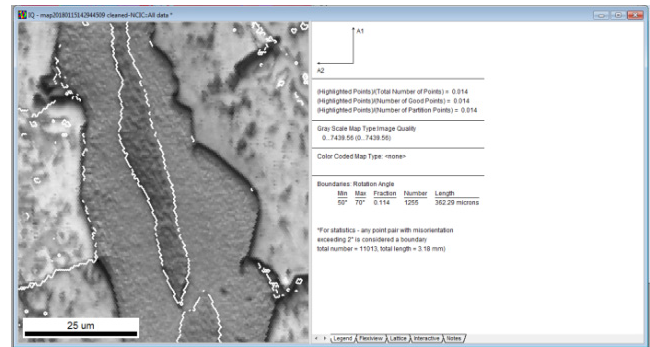 IQ - map20180115142944509 cleaned-NCIC::All data *
A1
A2
(Highlighted Points)/(Total Number of Points) = 0.014
(Highlighted Points)/(Number of Good Points) = 0.014
(Highlighted Points)/(Number of Partition Points) = 0.014
Gray Scale Map Type:Image Quality
0...7439.56 (0...7439.56)
Color Coded Map Type: <none>
Boundaries: Rotation Angle
Min Max Fraction Number Length
50° 70° 0.114 1255 362.29 microns
*For statistics - any point pair with misorientation
exceeding 2° is considered a boundary
total number = 11013, total length = 3.18 mm)
25 um
Legend Flexiview Lattice Interactive Notes